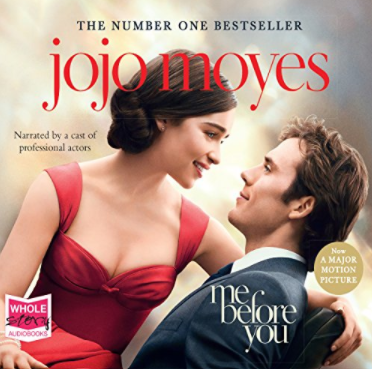 THE NUMBER ONE BESTSELLER
jojo moyes
Narrated by a cast of
professional actors
Now
A MAJOR
MOTION
PICTURE
me
before
you
WHOLE
story
AUDIOBOOKS